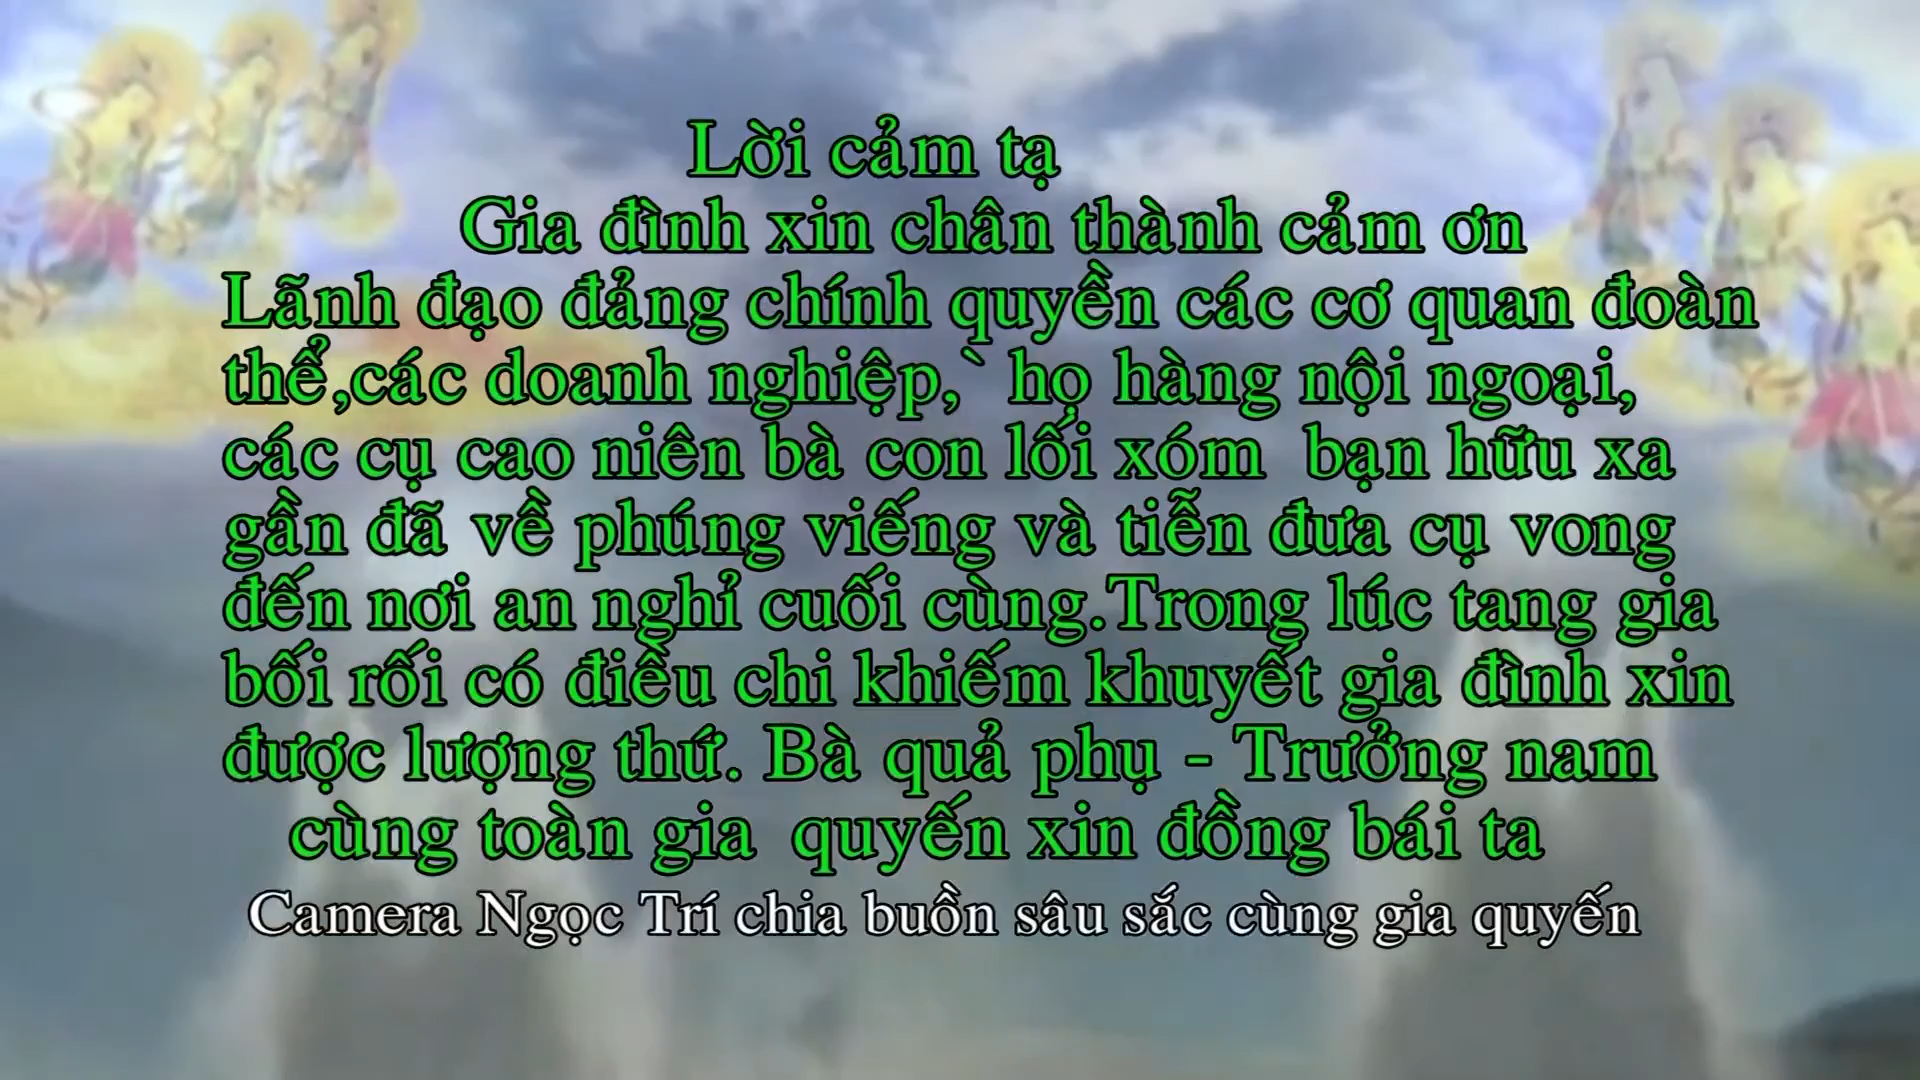 Lời cảm tạ
Gia đình xin chân thành cảm ơn
Lãnh đạo đảng chính quyền các cơ quan đoàn
thể,các doanh nghiệp,` họ hàng nội ngoại,
các cụ cao niên bà con lối xóm  bạn hữu xa
gần đã về phúng viếng và tiễn đưa cụ vong
đến nơi an nghỉ cuối cùng.Trong lúc tang gia
bối rối có điều chi khiếm khuyết gia đình xin
được lượng thứ. Bà quả phụ - Trưởng nam
cùng toàn gia  quyến xin đồng bái ta
Camera Ngọc Trí chia buồn sâu sắc cùng gia quyến